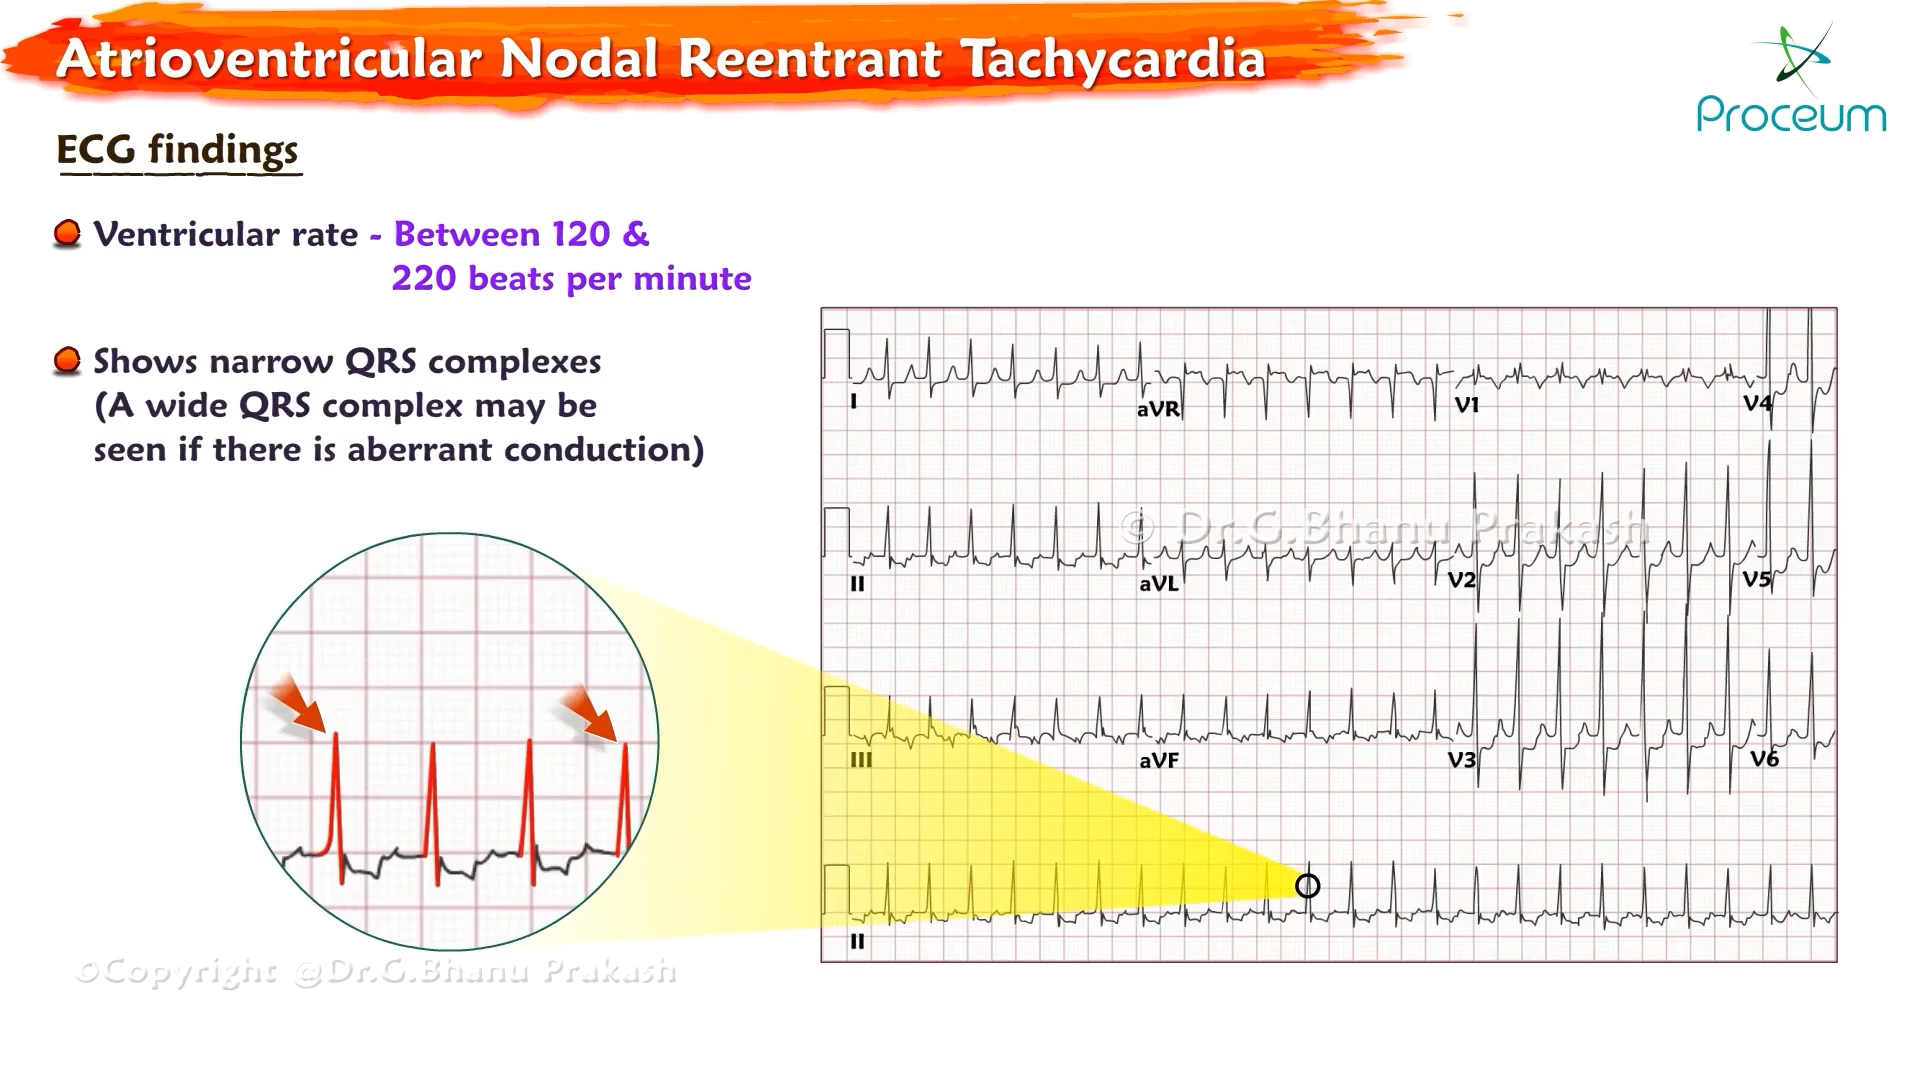 Atrioventricular Nodal Reentrant Tachycardia
Proceum
ECG findings
Ventricular rate - Between 120 &
220 beats per minute
Shows narrow QRS complexes
(A wide QRS complex may be
seen if there is aberrant conduction)
I
aVR
V1
V4
© Dr.G.Bhanu Prakash
II
aVL
V2
V5
III
aVF
V3
V6
II
©Copyright @Dr.G.Bhanu Prakash